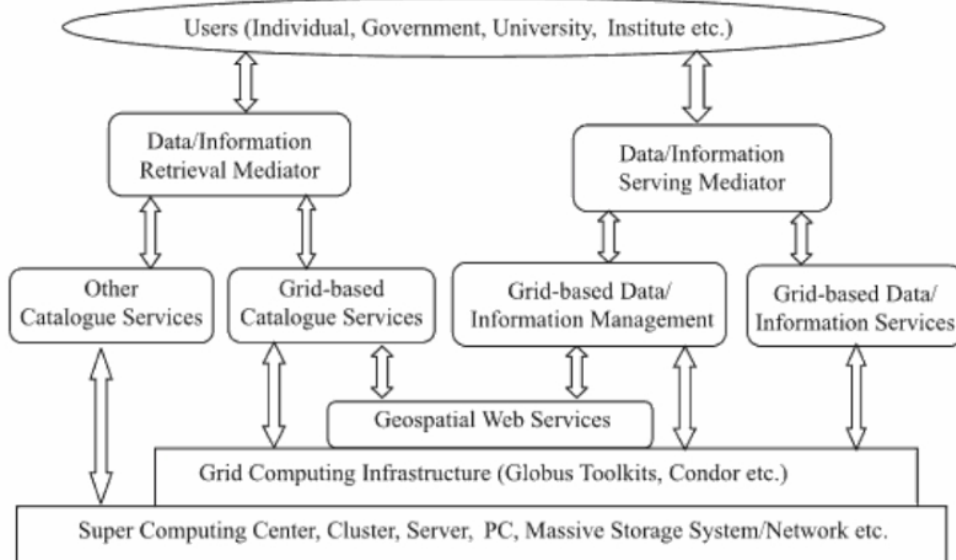 Users (Individual, Government, University, Institute etc.)
Data/Information
Retrieval Mediator
Data/Information
Serving Mediator
Other
Catalogue Services
Grid-based
Catalogue Services
Grid-based Data/
Information Management
Grid-based Data/
Information Services
Geospatial Web Services
Grid Computing Infrastructure (Globus Toolkits, Condor etc.)
Super Computing Center, Cluster, Server, PC, Massive Storage System/Network etc.